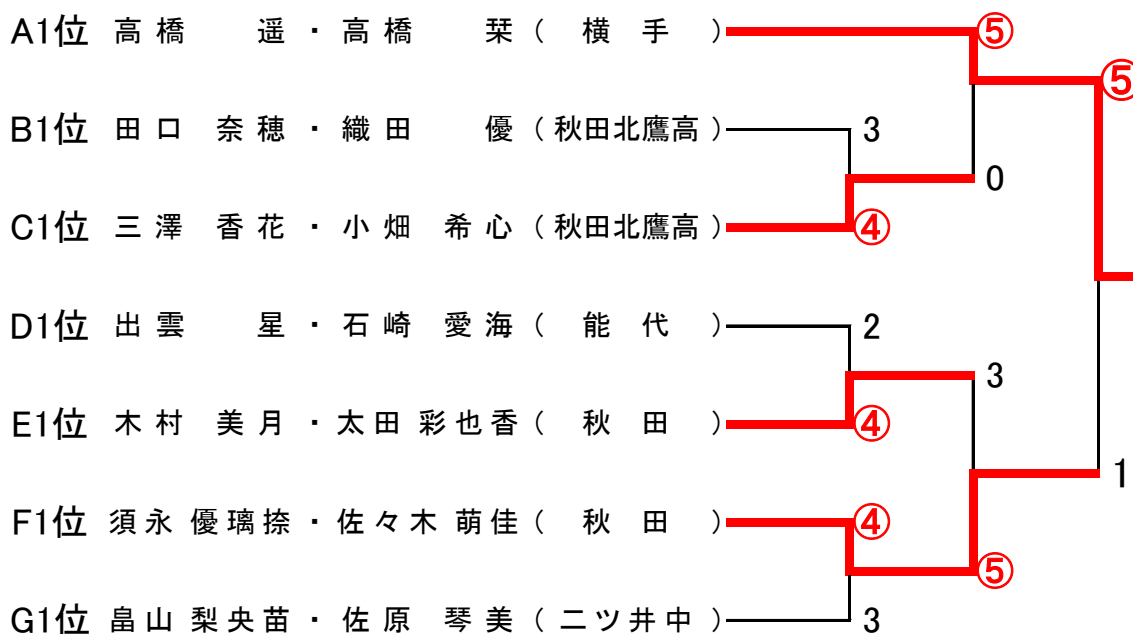 A1位 高橋 遥 ・ 高橋 栞 ( 横 手 ) ⑤
⑤
B1位 田口 奈穂 ・ 織田 優 ( 秋田北鷹高 ) 3
0
C1位 三澤 香花 ・ 小畑 希心 ( 秋田北鷹高 ) ④
D1位 出雲 星 ・ 石崎 愛海 ( 能 代 ) 2
3
E1位 木村 美月 ・ 太田 彩也香 ( 秋 田 ) ④
1
F1位 須永 優璃捺 ・ 佐々木 萌佳 ( 秋 田 ) ④
⑤
G1位 畠山 梨央苗 ・ 佐原 琴美 ( 二ツ井中 ) 3